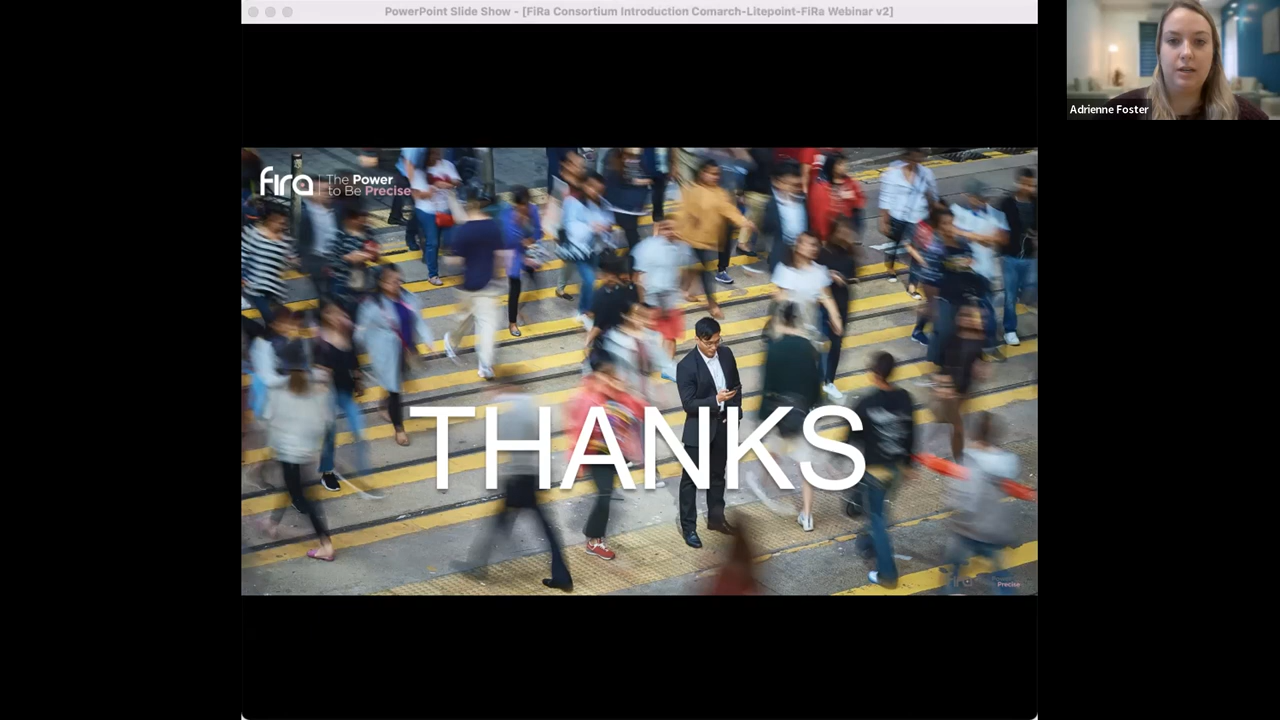 PowerPoint Slide Show - [FiRa Consortium Introduction Comarch-Litepoint-FiRa Webinar v2]
Adrienne Foster
fira The Power
to Be Precise
THANKS
Precise